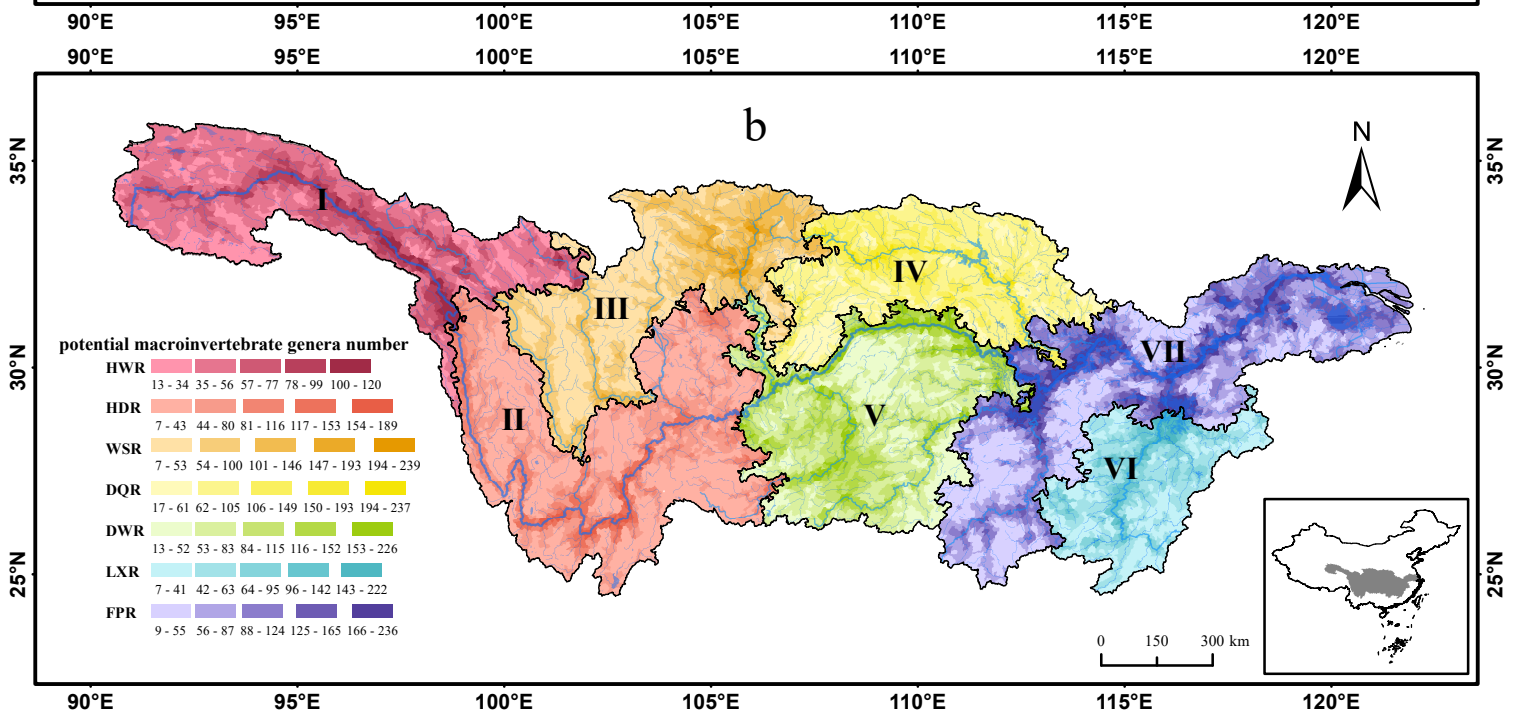 90°E 95°E 100°E 105°E 110°E 115°E 120°E
90°E 95°E 100°E 105°E 110°E 115°E 120°E
b
N
35°N 35°N
I
III
IV
VII
potential macroinvertebrate genera number
30°N 30°N
HWR
13 - 34 35 - 56 57 - 77 78 - 99 100 - 120
HDR
7 - 43 44 - 80 81 - 116 117 - 153 154 - 189
II
V
WSR
7 - 53 54 - 100 101 - 146 147 - 193 194 - 239
VI
DQR
17 - 61 62 - 105 106 - 149 150 - 193 194 - 237
DWR
13 - 52 53 - 83 84 - 115 116 - 152 153 - 226
LXR
7 - 41 42 - 63 64 - 95 96 - 142 143 - 222
25°N 25°N
FPR
9 - 55 56 - 87 88 - 124 125 - 165 166 - 236
0 150 300 km
90°E 95°E 100°E 105°E 110°E 115°E 120°E